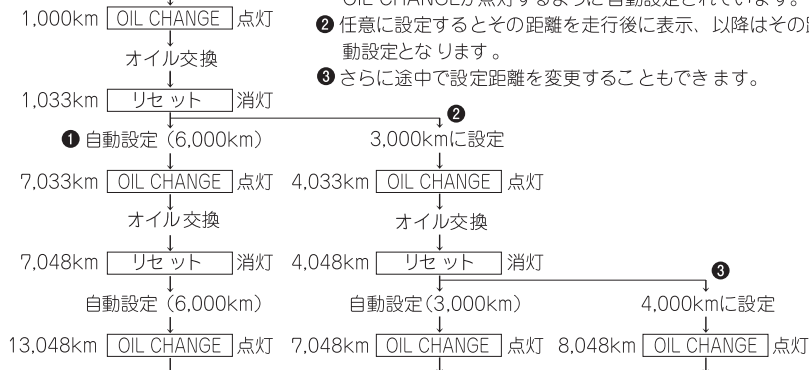 OIL CHANGEが点灯するように自動設定されています。
1,000km OIL CHANGE 点灯
❷ 任意に設定するとその距離を走行後に表示、以降はその
オイル交換
動設定となります。
❸ さらに途中で設定距離を変更することもできます。
1,033km リセット 消灯
❷
❶ 自動設定（6,000km）
3,000kmに設定
7,033km OIL CHANGE 点灯
4,033km OIL CHANGE 点灯
オイル交換
オイル交換
7,048km リセット 消灯
4,048km リセット 消灯
❸
自動設定（6,000km）
自動設定(3,000km)
4,000kmに設定
13,048km OIL CHANGE 点灯
7,048km OIL CHANGE 点灯
8,048km OIL CHANGE 点灯